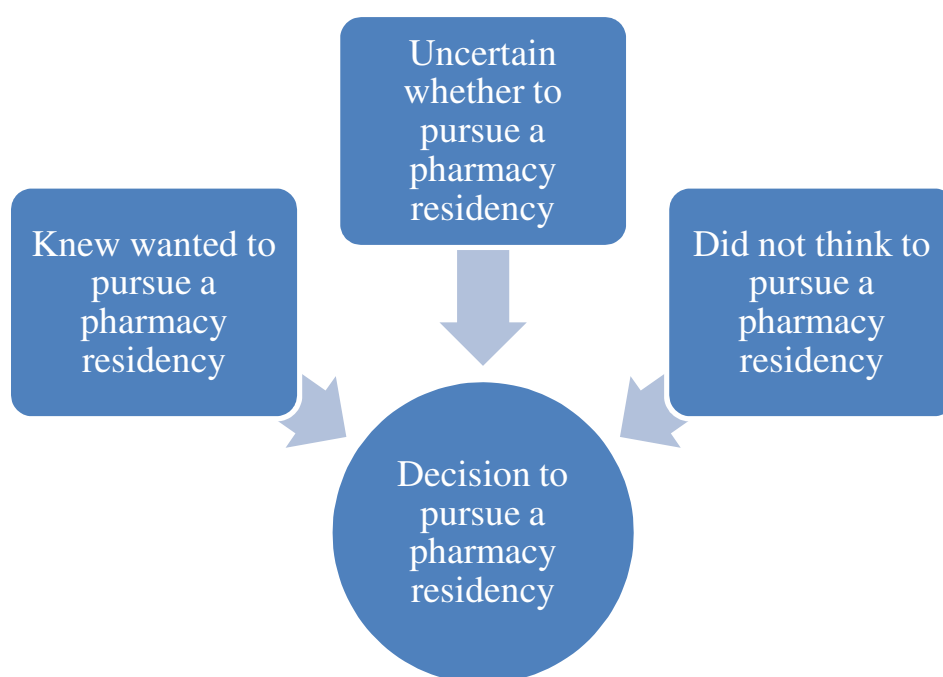 Uncertain
whether to
pursue a
pharmacy
residency
Knew wanted to
pursue a
pharmacy
residency
Did not think to
pursue a
pharmacy
residency
Decision to
pursue a
pharmacy
residency